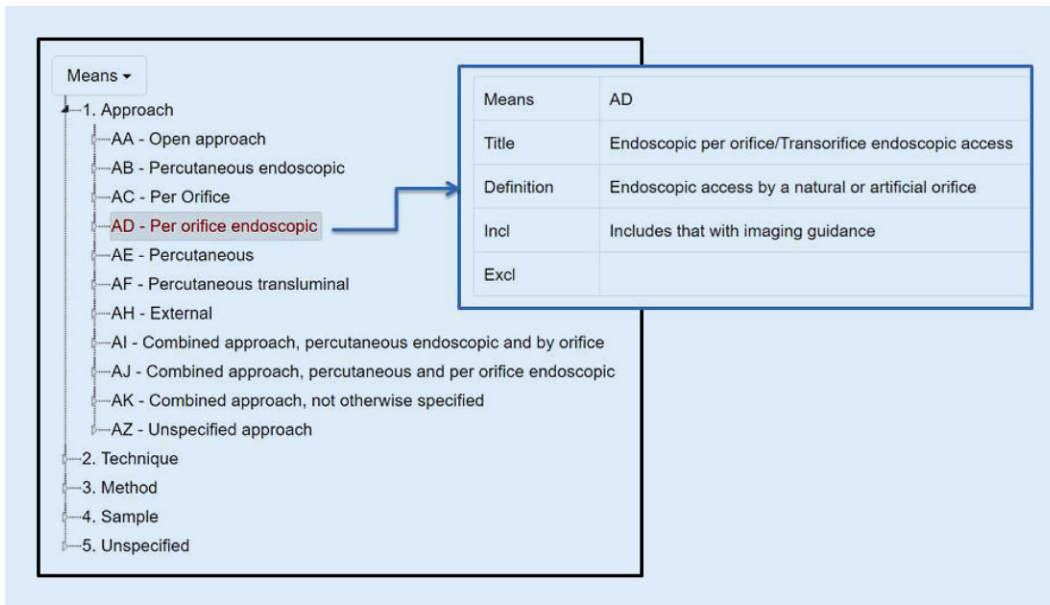 Means
1. Approach
AA - Open approach
AB - Percutaneous endoscopic
AC - Per Orifice
AD - Per orifice endoscopic
AE - Percutaneous
AF - Percutaneous transluminal
AH - External
AI - Combined approach, percutaneous endoscopic and by orifice
AJ - Combined approach, percutaneous and per orifice endoscopic
AK - Combined approach, not otherwise specified
AZ - Unspecified approach
2. Technique
3. Method
4. Sample
5. Unspecified
Means AD
Title Endoscopic per orifice/Transorifice endoscopic access
Definition Endoscopic access by a natural or artificial orifice
Incl Includes that with imaging guidance
Excl